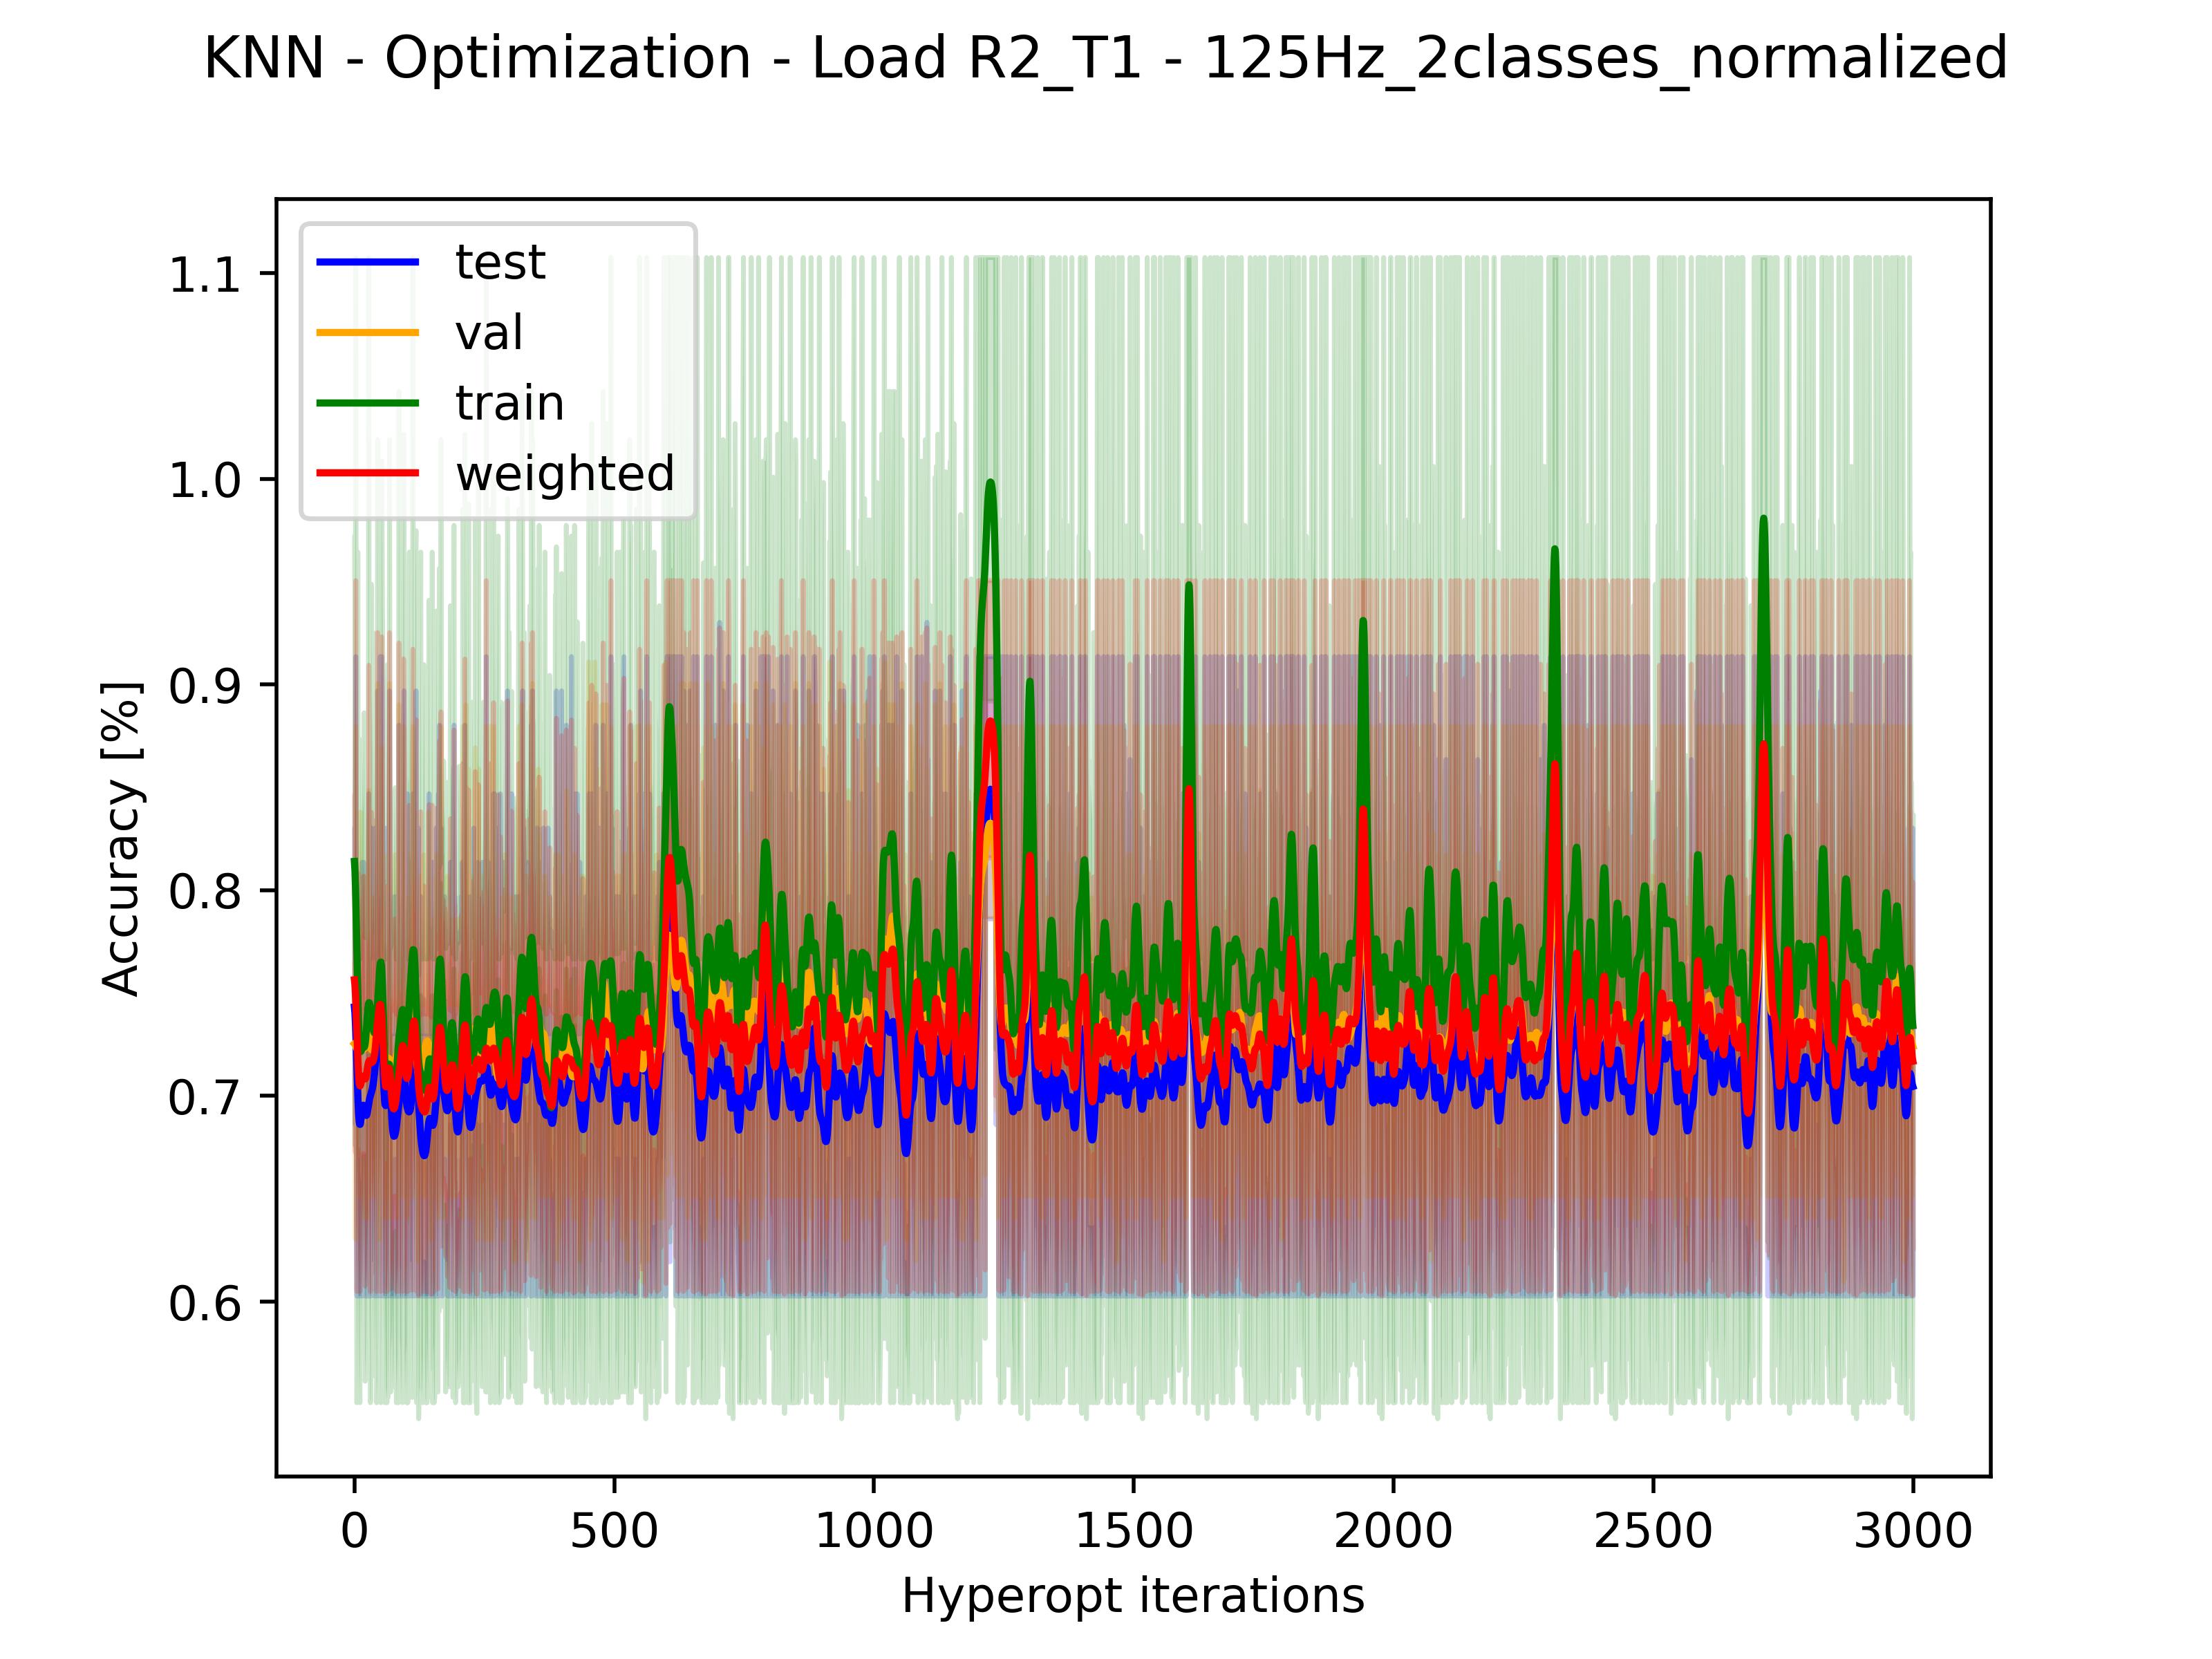 KNN - Optimization - Load R2_T1 - 125Hz_2classes_normalized
test
val
train
weighted
1.1
1.0
0.9
0.8
0.7
0.6
Accuracy [%]
0 500 1000 1500 2000 2500 3000
Hyperopt iterations